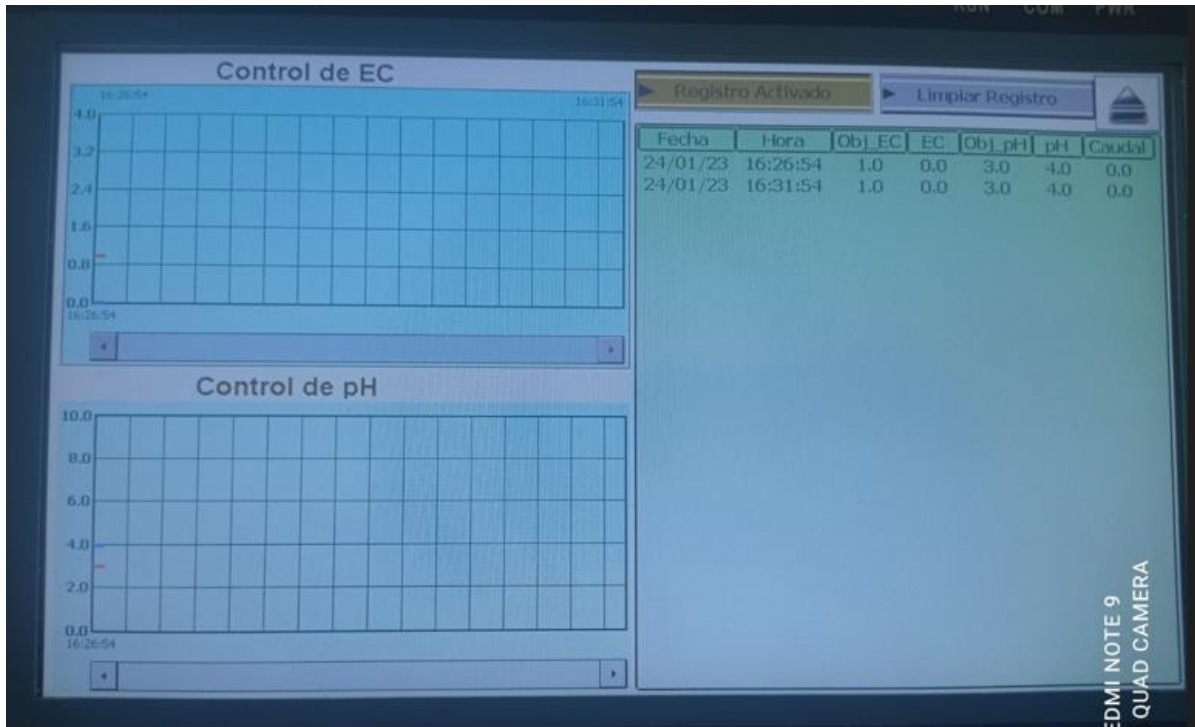 RUN COM PWR
Control de EC
16:26:54 16:31:54
4.0
3.2
2.4
1.6
0.8
0.0
16:26:54
Control de pH
10.0
8.0
6.0
4.0
2.0
0.0
16:26:54
Registro Activado
Limpiar Registro
Fecha Hora Obj_EC EC Obj_pH pH Caudal
24/01/23 16:26:54 1.0 0.0 3.0 4.0 0.0
24/01/23 16:31:54 1.0 0.0 3.0 4.0 0.0
EDMI NOTE 9
QUAD CAMERA